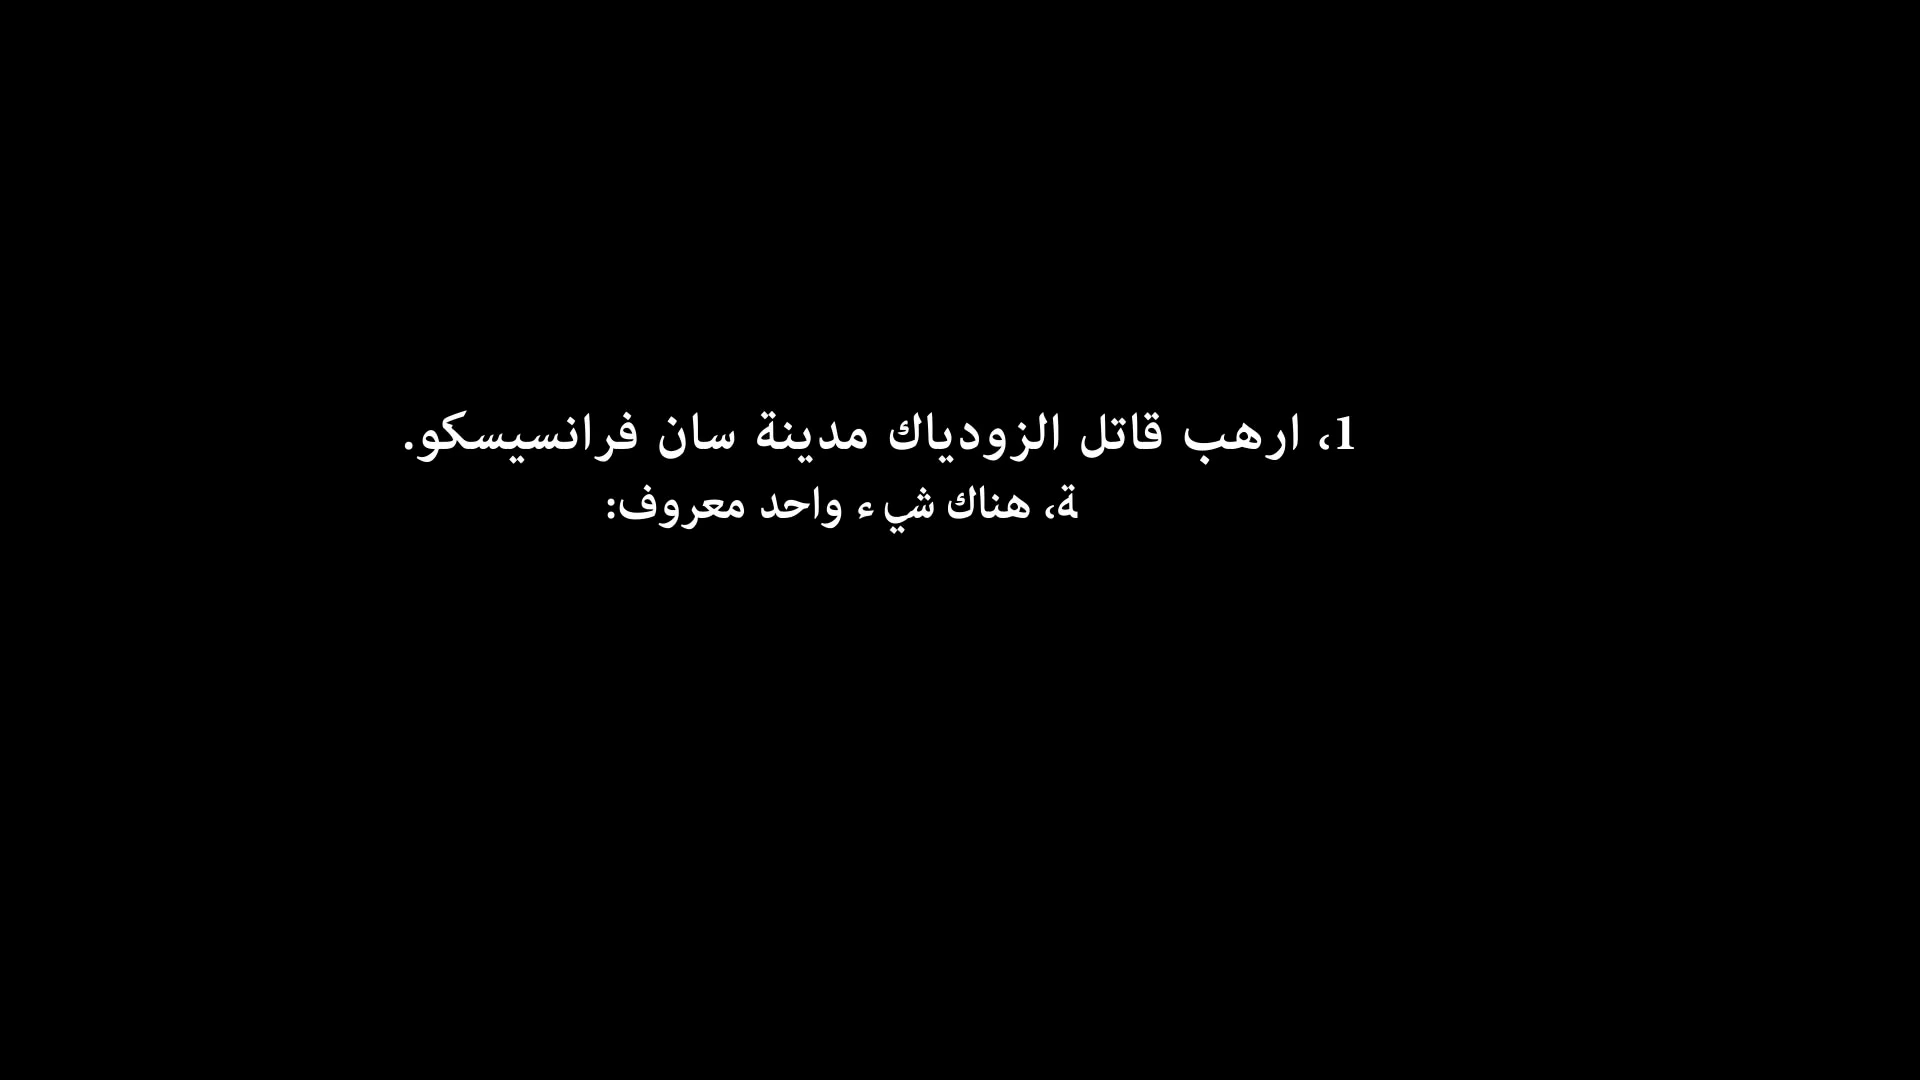 1، ارهب قاتل الزودياك مدينة سان فرانسيسكو.
ة، هناك شيء واحد معروف: